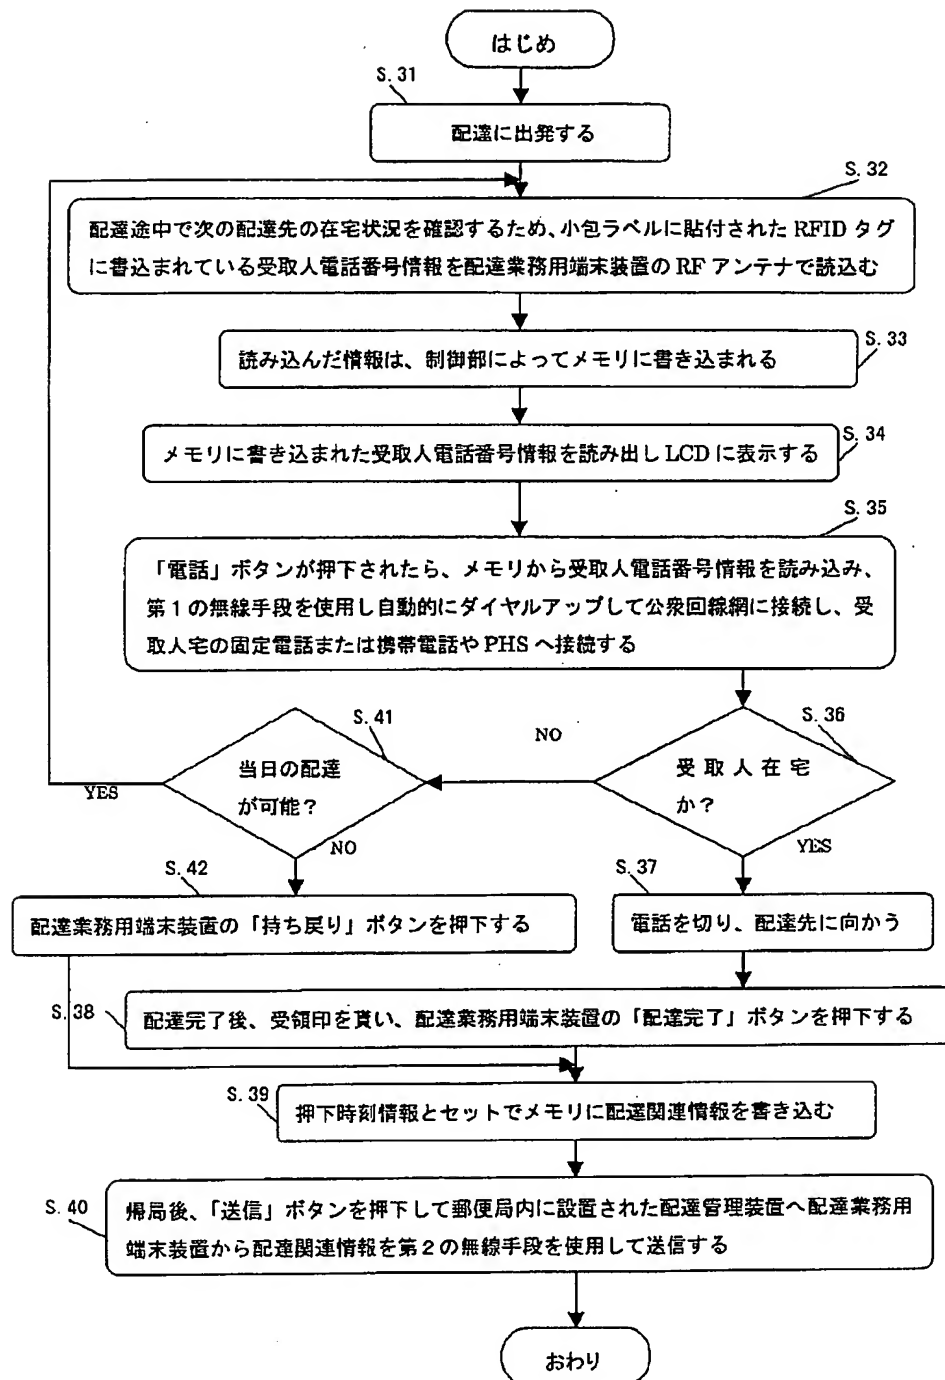 はじめ
S. 31
配達に出発する
S. 32
配達途中で次の配達先の在宅状況を確認するため、小包ラベルに貼付された RFID タグ
に書込まれている受取人電話番号情報を配達業務用端末装置の RF アンテナで読込む
S. 33
読み込んだ情報は、制御部によってメモリに書き込まれる
S. 34
メモリに書き込まれた受取人電話番号情報を読み出し LCD に表示する
S. 35
「電話」ボタンが押下されたら、メモリから受取人電話番号情報を読み込み、
第１の無線手段を使用し自動的にダイヤルアップして公衆回線網に接続し、受
取人宅の固定電話または携帯電話や PHS へ接続する
S. 36
受取人在宅
か？
NO
YES
S. 41
当日の配達
が可能？
YES
NO
S. 42
配達業務用端末装置の「持ち戻り」ボタンを押下する
S. 37
電話を切り、配達先に向かう
S. 38
配達完了後、受領印を貰い、配達業務用端末装置の「配達完了」ボタンを押下する
S. 39
押下時刻情報とセットでメモリに配達関連情報を書き込む
S. 40
帰局後、「送信」ボタンを押下して郵便局内に設置された配達管理装置へ配達業務用
端末装置から配達関連情報を第２の無線手段を使用して送信する
おわり